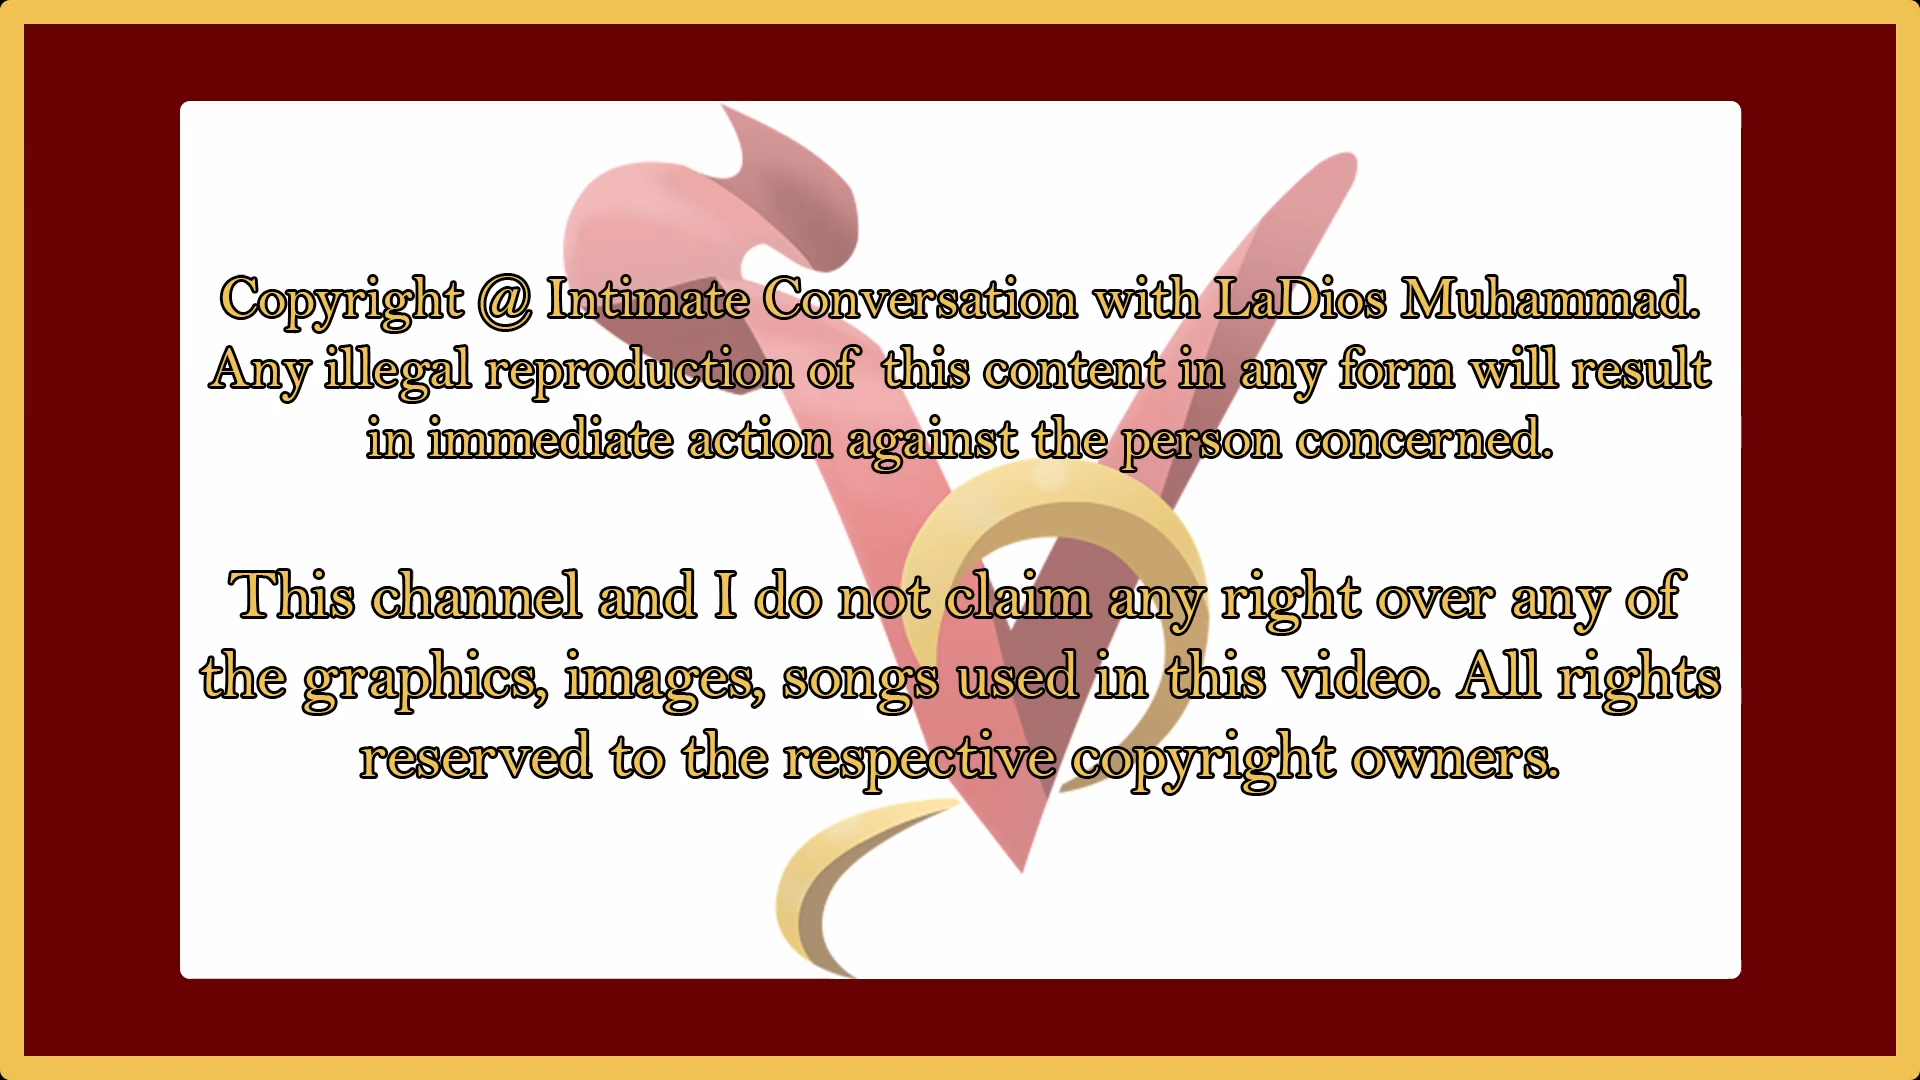 Copyright @ Intimate Conversation with LaDios Muhammad.
Any illegal reproduction of this content in any form will result
in immediate action against the person concerned.
This channel and I do not claim any right over any of
the graphics, images, songs used in this video. All rights
reserved to the respective copyright owners.